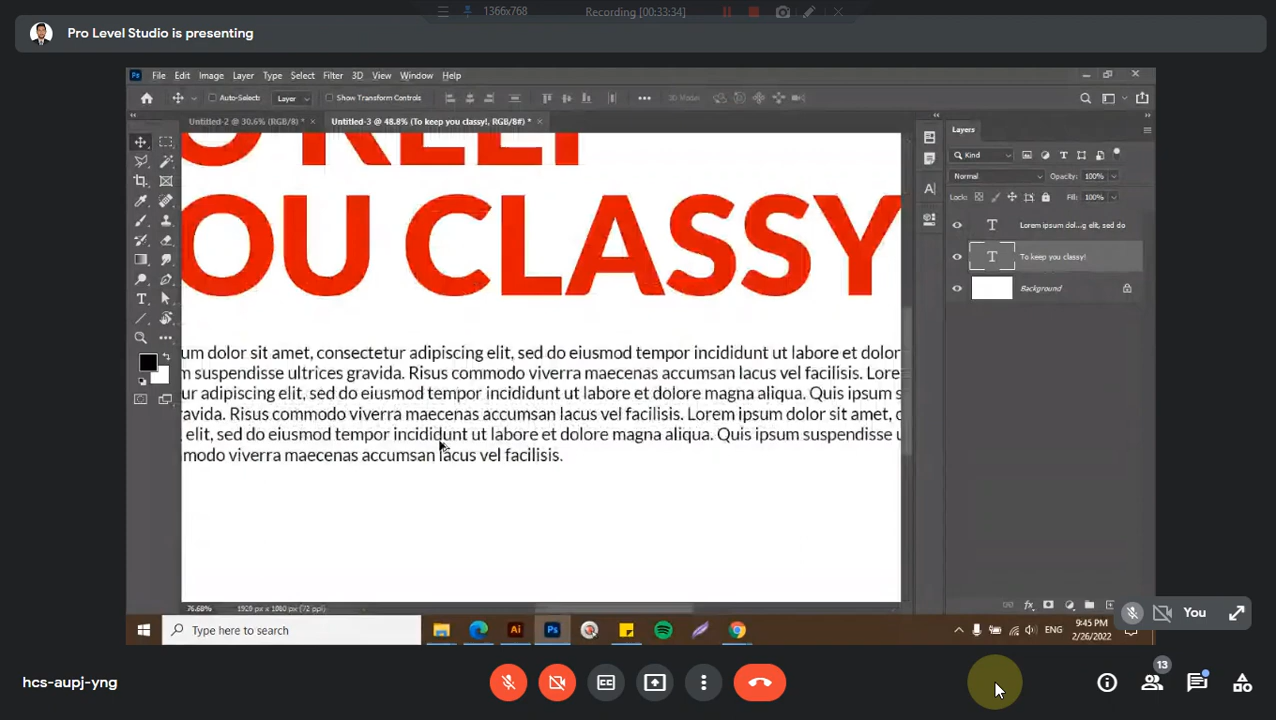 1366x768 Recording [00:33:34]
Pro Level Studio is presenting
Ps File Edit Image Layer Type Select Filter 3D View Window Help
Auto-Select: Layer Show Transform Controls 3D Model
Untitled-2 @ 30.6% (RGB/8) * × Untitled-3 @ 48.8% (To keep you classy!, RGB/8#) * ×
Layers
Kind
Normal Opacity: 100%
Lock: Fill: 100%
T Lorem ipsum dol...g elit, sed do
T To keep you classy!
Background
O KEEP
OU CLASSY
um dolor sit amet, consectetur adipiscing elit, sed do eiusmod tempor incididunt ut labore et dolor
m suspendisse ultrices gravida. Risus commodo viverra maecenas accumsan lacus vel facilisis. Lore
ur adipiscing elit, sed do eiusmod tempor incididunt ut labore et dolore magna aliqua. Quis ipsum s
avida. Risus commodo viverra maecenas accumsan lacus vel facilisis. Lorem ipsum dolor sit amet, c
elit, sed do eiusmod tempor incididunt ut labore et dolore magna aliqua. Quis ipsum suspendisse u
modo viverra maecenas accumsan lacus vel facilisis.
76.68% 1920 px x 1080 px (72 ppi)
fx
You
Type here to search
Ai Ps
ENG
9:45 PM
2/26/2022
hcs-aupj-yng
CC
13